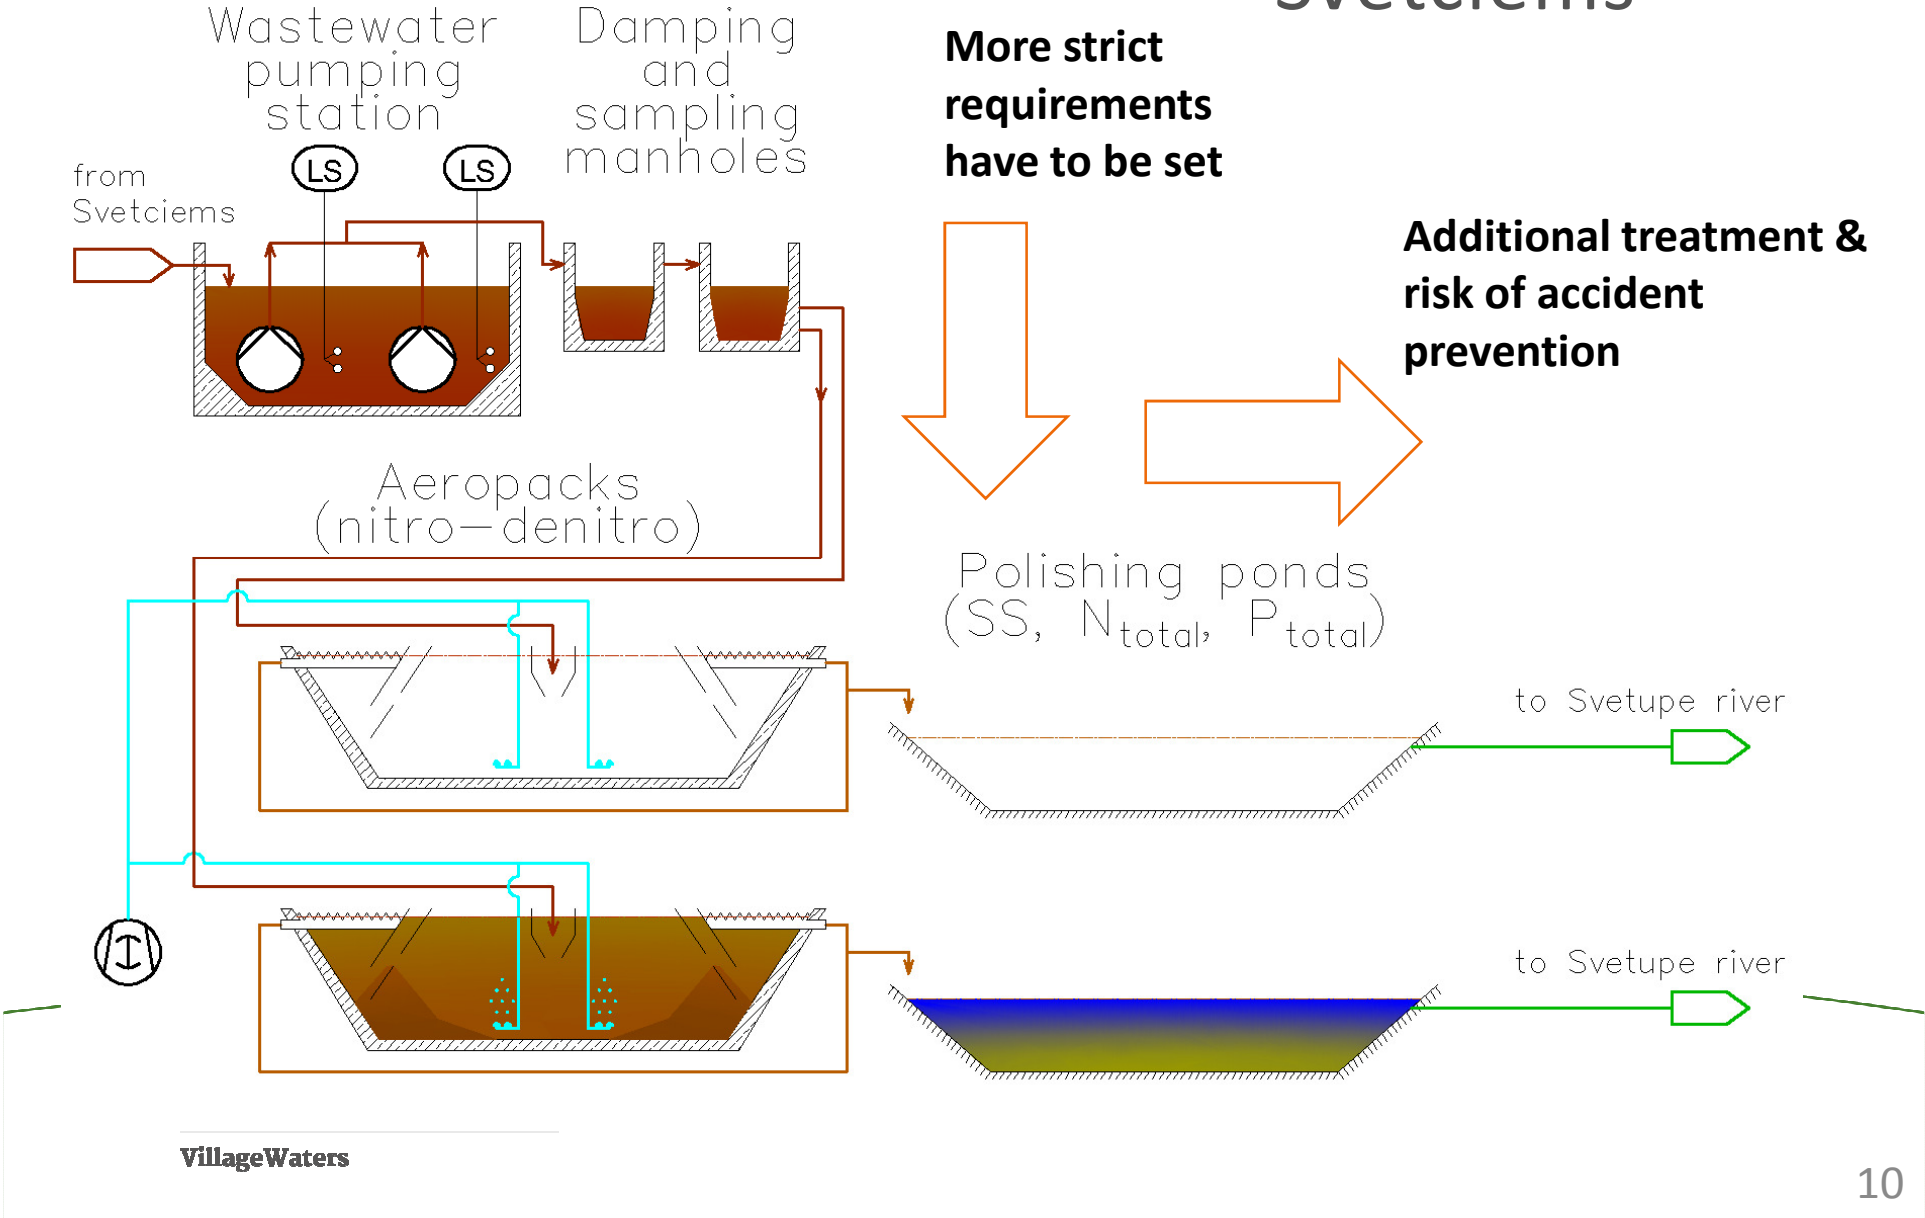 Svetciems
Wastewater
pumping
station
Damping
and
sampling
manholes
More strict
requirements
have to be set
from
Svetciems
LS
LS
Additional treatment &
risk of accident
prevention
Aeropacks
(nitro-denitro)
Polishing ponds
(SS, Ntotal, Ptotal)
to Svetupe river
to Svetupe river
VillageWaters
10